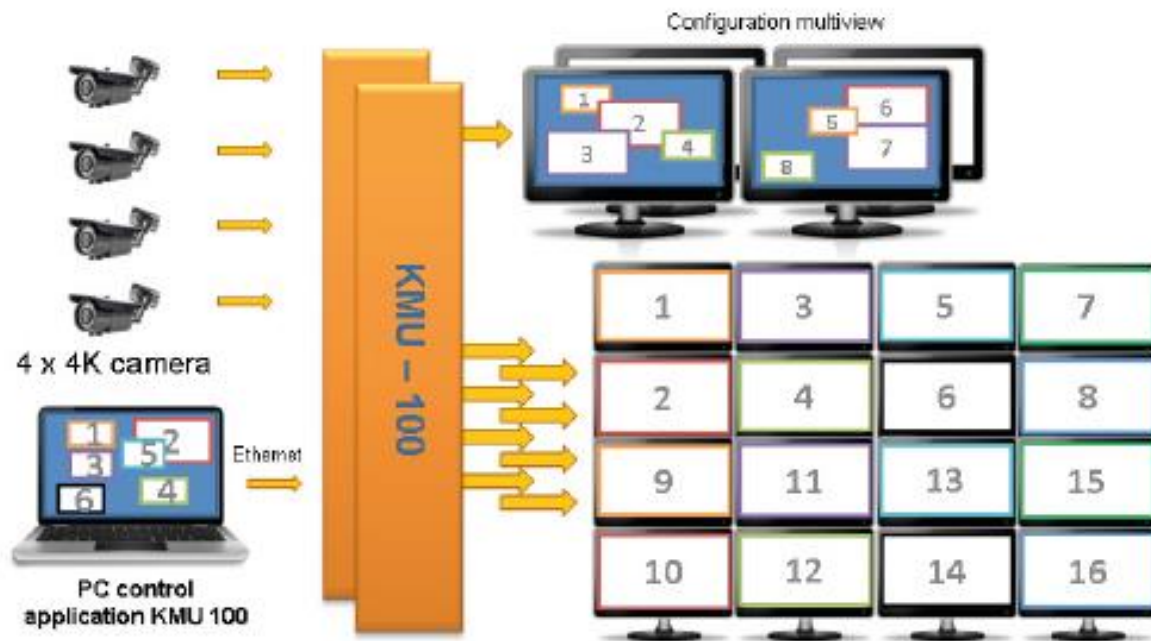 Configuration multiview
1
2
3
4
5
6
7
8
4 x 4K camera
1
2
3
5
6
4
Ethernet
PC control
application KMU 100
KMU – 100
1 3 5 7
2 4 6 8
9 11 13 15
10 12 14 16